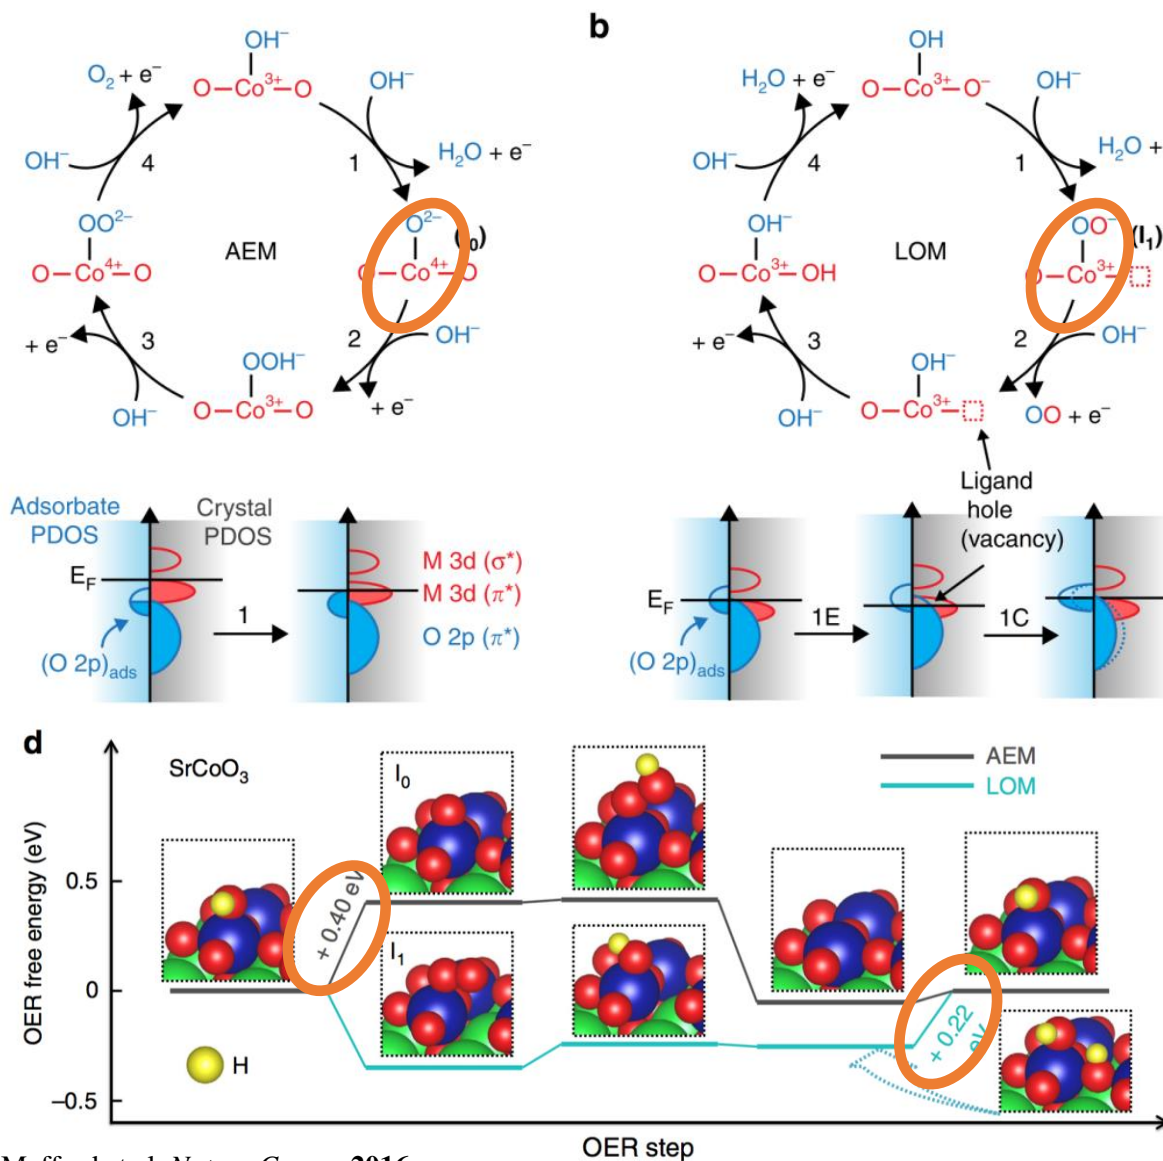 b
OH⁻
O₂ + e⁻
O–Co³⁺–O
OH⁻
OH⁻
4
1
H₂O + e⁻
OO²⁻
O–Co⁴⁺–O
AEM
O²⁻
O–Co⁴⁺–O
+ e⁻
3
2
OH⁻
OOH⁻
O–Co³⁺–O
OH⁻
+ e⁻
OH
H₂O + e⁻
O–Co³⁺–O⁻
OH⁻
OH⁻
4
1
H₂O +
OH⁻
O–Co³⁺–OH
LOM
OO⁻
(I₁)
O–Co³⁺–
+ e⁻
3
2
OH⁻
OH⁻
O–Co³⁺–
OH⁻
OO + e⁻
Adsorbate
PDOS
Crystal
PDOS
E_F
(O 2p)ads
1
M 3d (σ*)
M 3d (π*)
O 2p (π*)
Ligand
hole
(vacancy)
E_F
(O 2p)ads
1E
1C
d
SrCoO₃
AEM
LOM
I₀
I₁
+ 0.40 eV
+ 0.22
eV
H
OER free energy (eV)
0.5
0
–0.5
OER step
2016